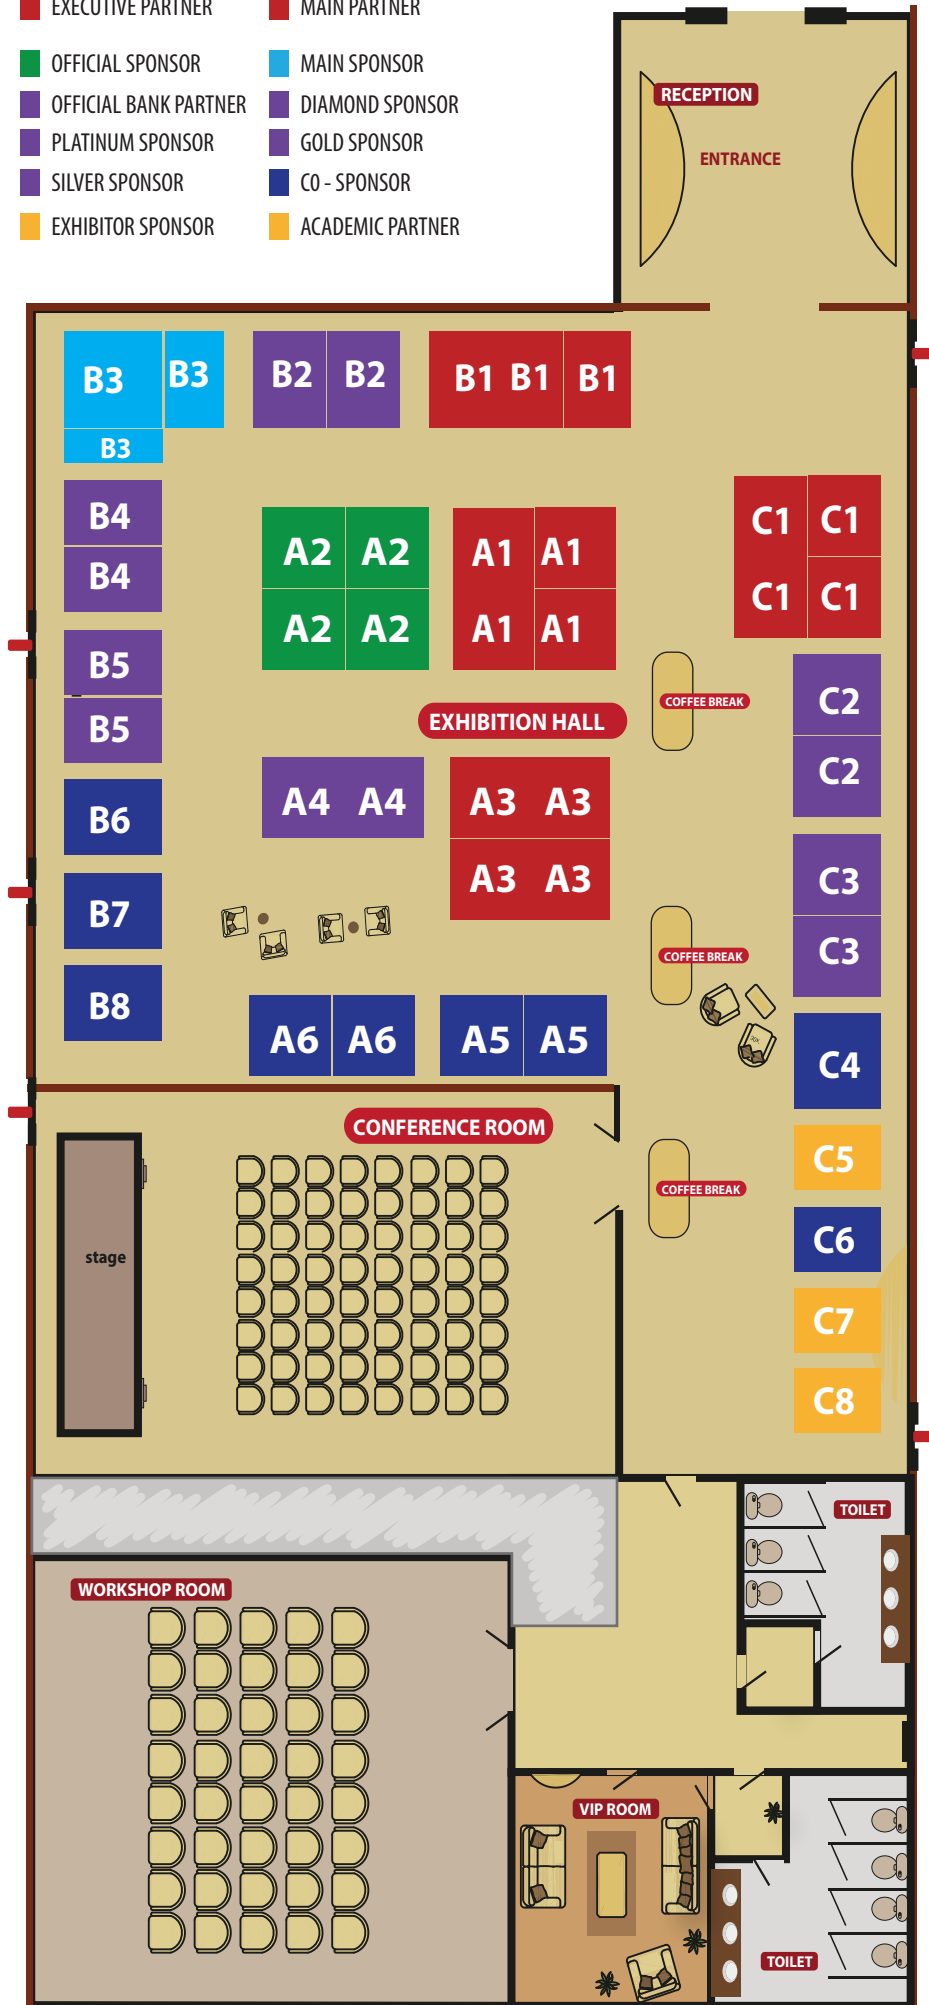 EXECUTIVE PARTNER
MAIN PARTNER
OFFICIAL SPONSOR
MAIN SPONSOR
OFFICIAL BANK PARTNER
DIAMOND SPONSOR
PLATINUM SPONSOR
GOLD SPONSOR
SILVER SPONSOR
C0 - SPONSOR
EXHIBITOR SPONSOR
ACADEMIC PARTNER
RECEPTION
ENTRANCE
B3 B3 B2 B2 B1 B1 B1
B3
B4
B4
A2 A2 A1 A1 C1 C1
A2 A2 A1 A1 C1 C1
B5
B5
EXHIBITION HALL
COFFEE BREAK
C2
C2
B6
A4 A4 A3 A3
A3 A3
C3
C3
B7
COFFEE BREAK
B8
A6 A6 A5 A5
C4
CONFERENCE ROOM
C5
COFFEE BREAK
C6
stage
C7
C8
TOILET
WORKSHOP ROOM
VIP ROOM
TOILET